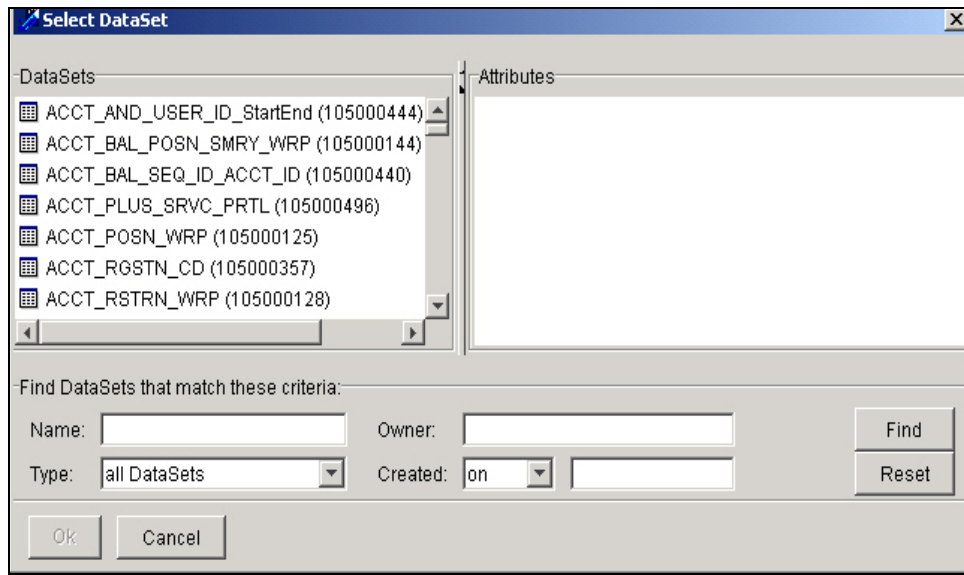 Select DataSet
DataSets
ACCT_AND_USER_ID_StartEnd (105000444)
ACCT_BAL_POSN_SMRY_WRP (105000144)
ACCT_BAL_SEQ_ID_ACCT_ID (105000440)
ACCT_PLUS_SRVC_PRTL (105000496)
ACCT_POSN_WRP (105000125)
ACCT_RGSTN_CD (105000357)
ACCT_RSTRN_WRP (105000128)
Attributes
Find DataSets that match these criteria:
Name:
Owner:
Find
Type: all DataSets
Created: on
Reset
Ok
Cancel